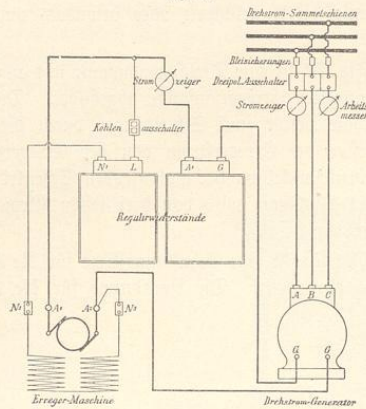 Drehstrom-Sammelschienen
Bleisicherungen
Dreipol. Ausschalter
Strom zeiger
Stromzeiger
Arbeits
messer
Kohlen ausschalter
N₁ L A₁ G
Regulirwiderstände
N₁ A₁ A₂ N₂
A B C
G G
Erreger-Maschine
Drehstrom-Generator